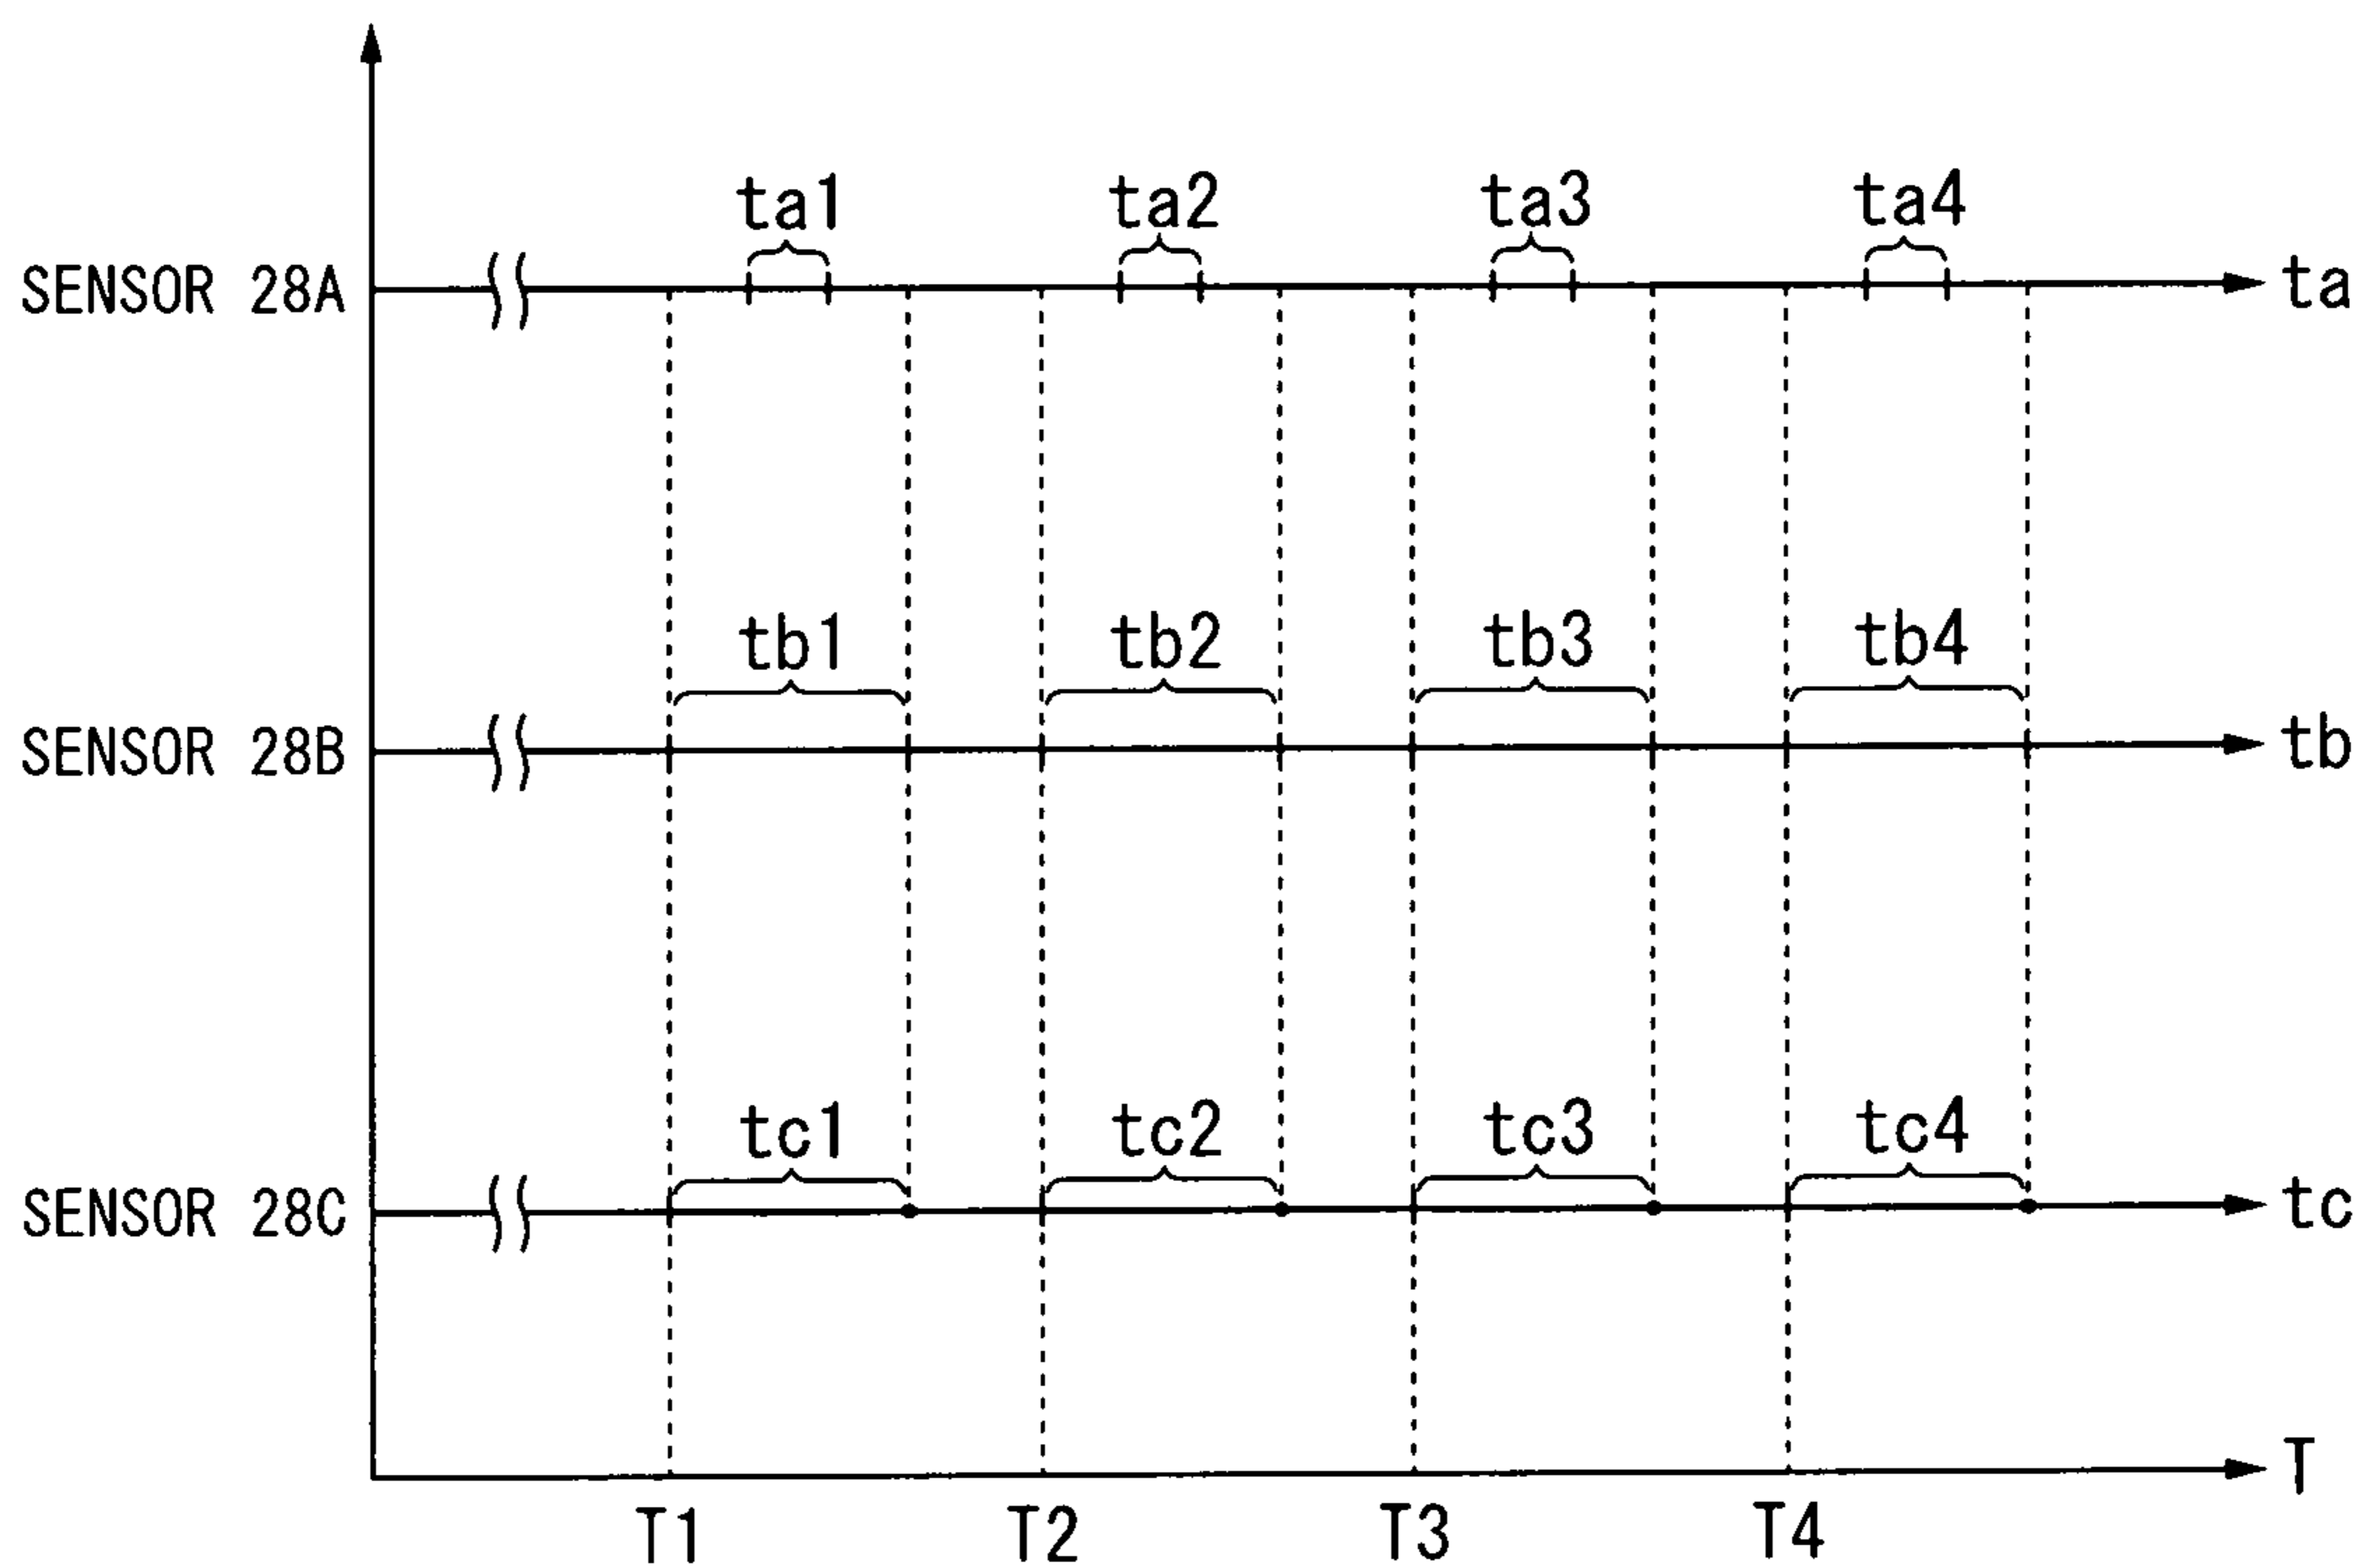 ta1 ta2 ta3 ta4
SENSOR 28A ta
tb1 tb2 tb3 tb4
SENSOR 28B tb
tc1 tc2 tc3 tc4
SENSOR 28C tc
T
T1 T2 T3 T4